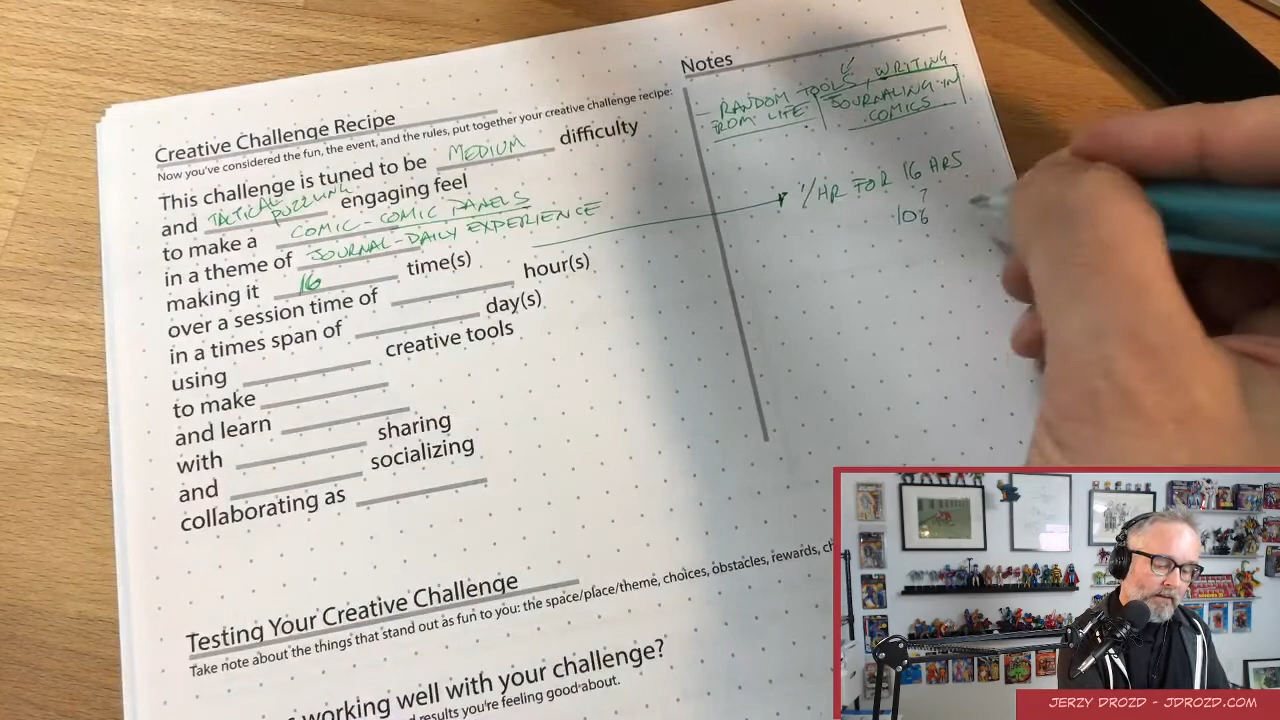 Creative Challenge Recipe
Now you've considered the fun, the event, and the rules, put together your creative challenge recipe:
This challenge is tuned to be MEDIUM difficulty
and TATICAL PUZZLING engaging feel
to make a COMIC-COMIC PANELS
in a theme of JOURNAL-DAILY EXPERIENCE
making it 16 time(s)
over a session time of hour(s)
in a times span of day(s)
using creative tools
to make
and learn
with sharing
and socializing
collaborating as
Notes
- RANDOM TOOLS, WRITING
FROM LIFE JOURNALING IN
COMICS
1/HR FOR 16 HRS
?
Testing Your Creative Challenge
Take note about the things that stand out as fun to you: the space/place/theme, choices, obstacles, rewards,
working well with your challenge?
results you're feeling good about.
JERZY DROZD - JDROZD.COM